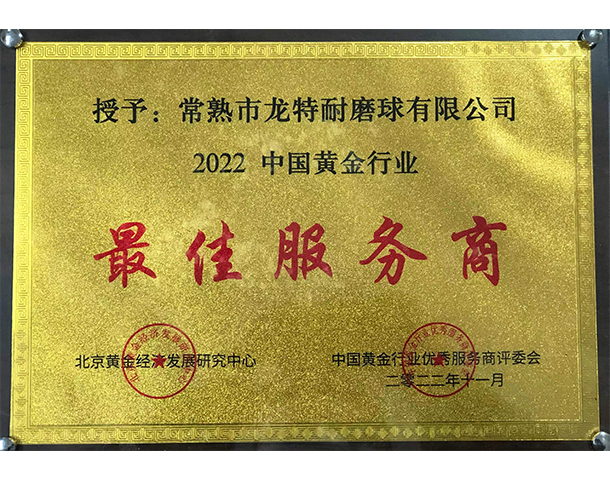 授予：常熟市龙特耐磨球有限公司
2022 中国黄金行业
最佳服务商
北京黄金经济发展研究中心
中国黄金行业优秀服务商评委会
二零二二年十一月